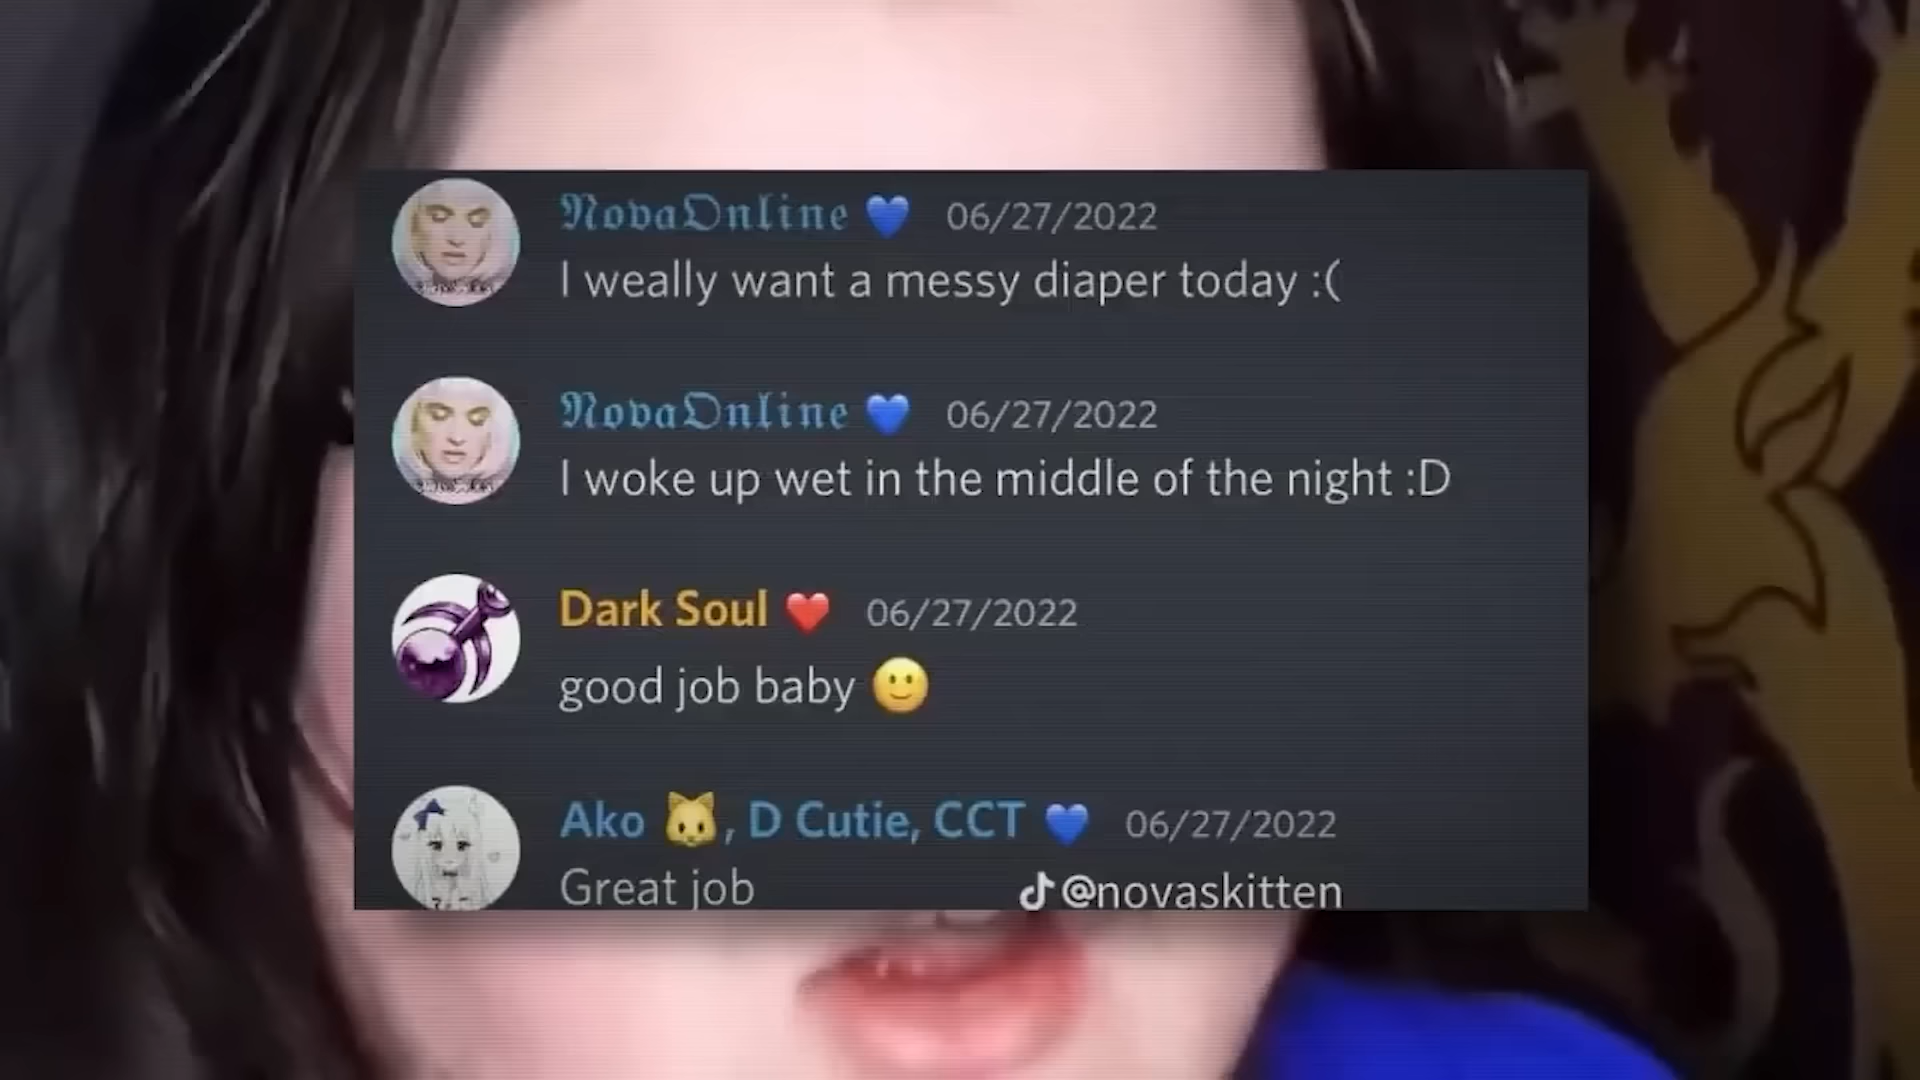 𝔑𝔬𝔳𝔞𝔒𝔫𝔩𝔦𝔫𝔢 💙 06/27/2022
I weally want a messy diaper today :(
𝔑𝔬𝔳𝔞𝔒𝔫𝔩𝔦𝔫𝔢 💙 06/27/2022
I woke up wet in the middle of the night :D
Dark Soul ❤️ 06/27/2022
good job baby 🙂
Ako 🐱, D Cutie, CCT 💙 06/27/2022
Great job
@novaskitten